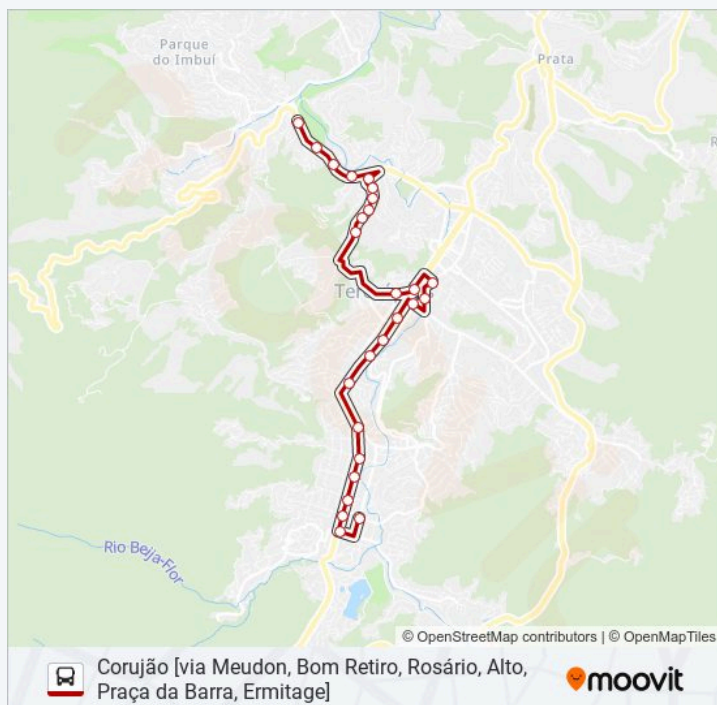 Parque
do Imbuí
Prata
Rio Beija-Flor
© OpenStreetMap contributors | © OpenMapTiles
Corujão [via Meudon, Bom Retiro, Rosário, Alto,
Praça da Barra, Ermitage]
moovit